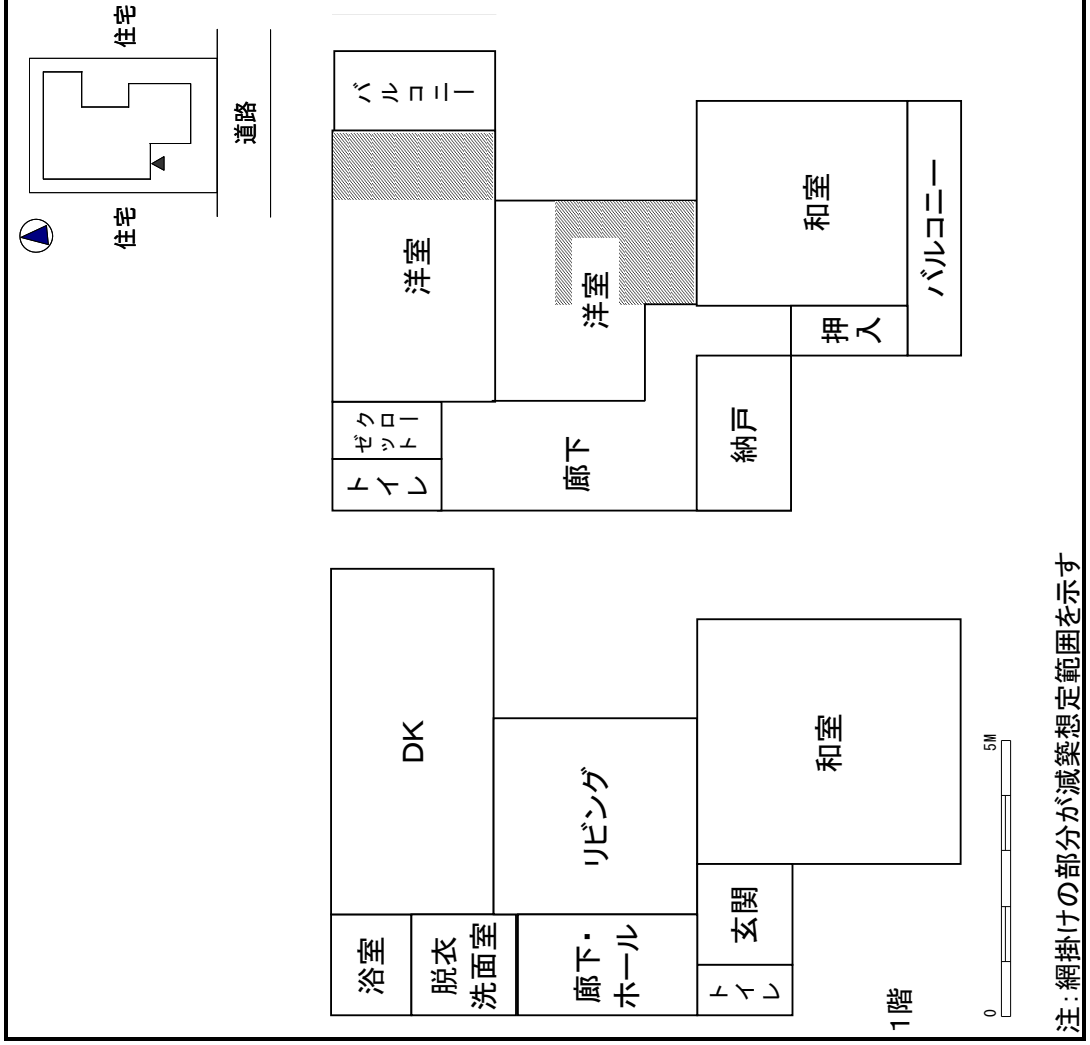 住宅
住宅
道路
バルコニー
洋室
クロー
ゼット
トイレ
洋室
廊下
和室
押入
納戸
バルコニー
DK
浴室
脱衣
洗面室
リビング
廊下・
ホール
和室
玄関
トイレ
1階
0
5M
注：網掛けの部分が減築想定範囲を示す